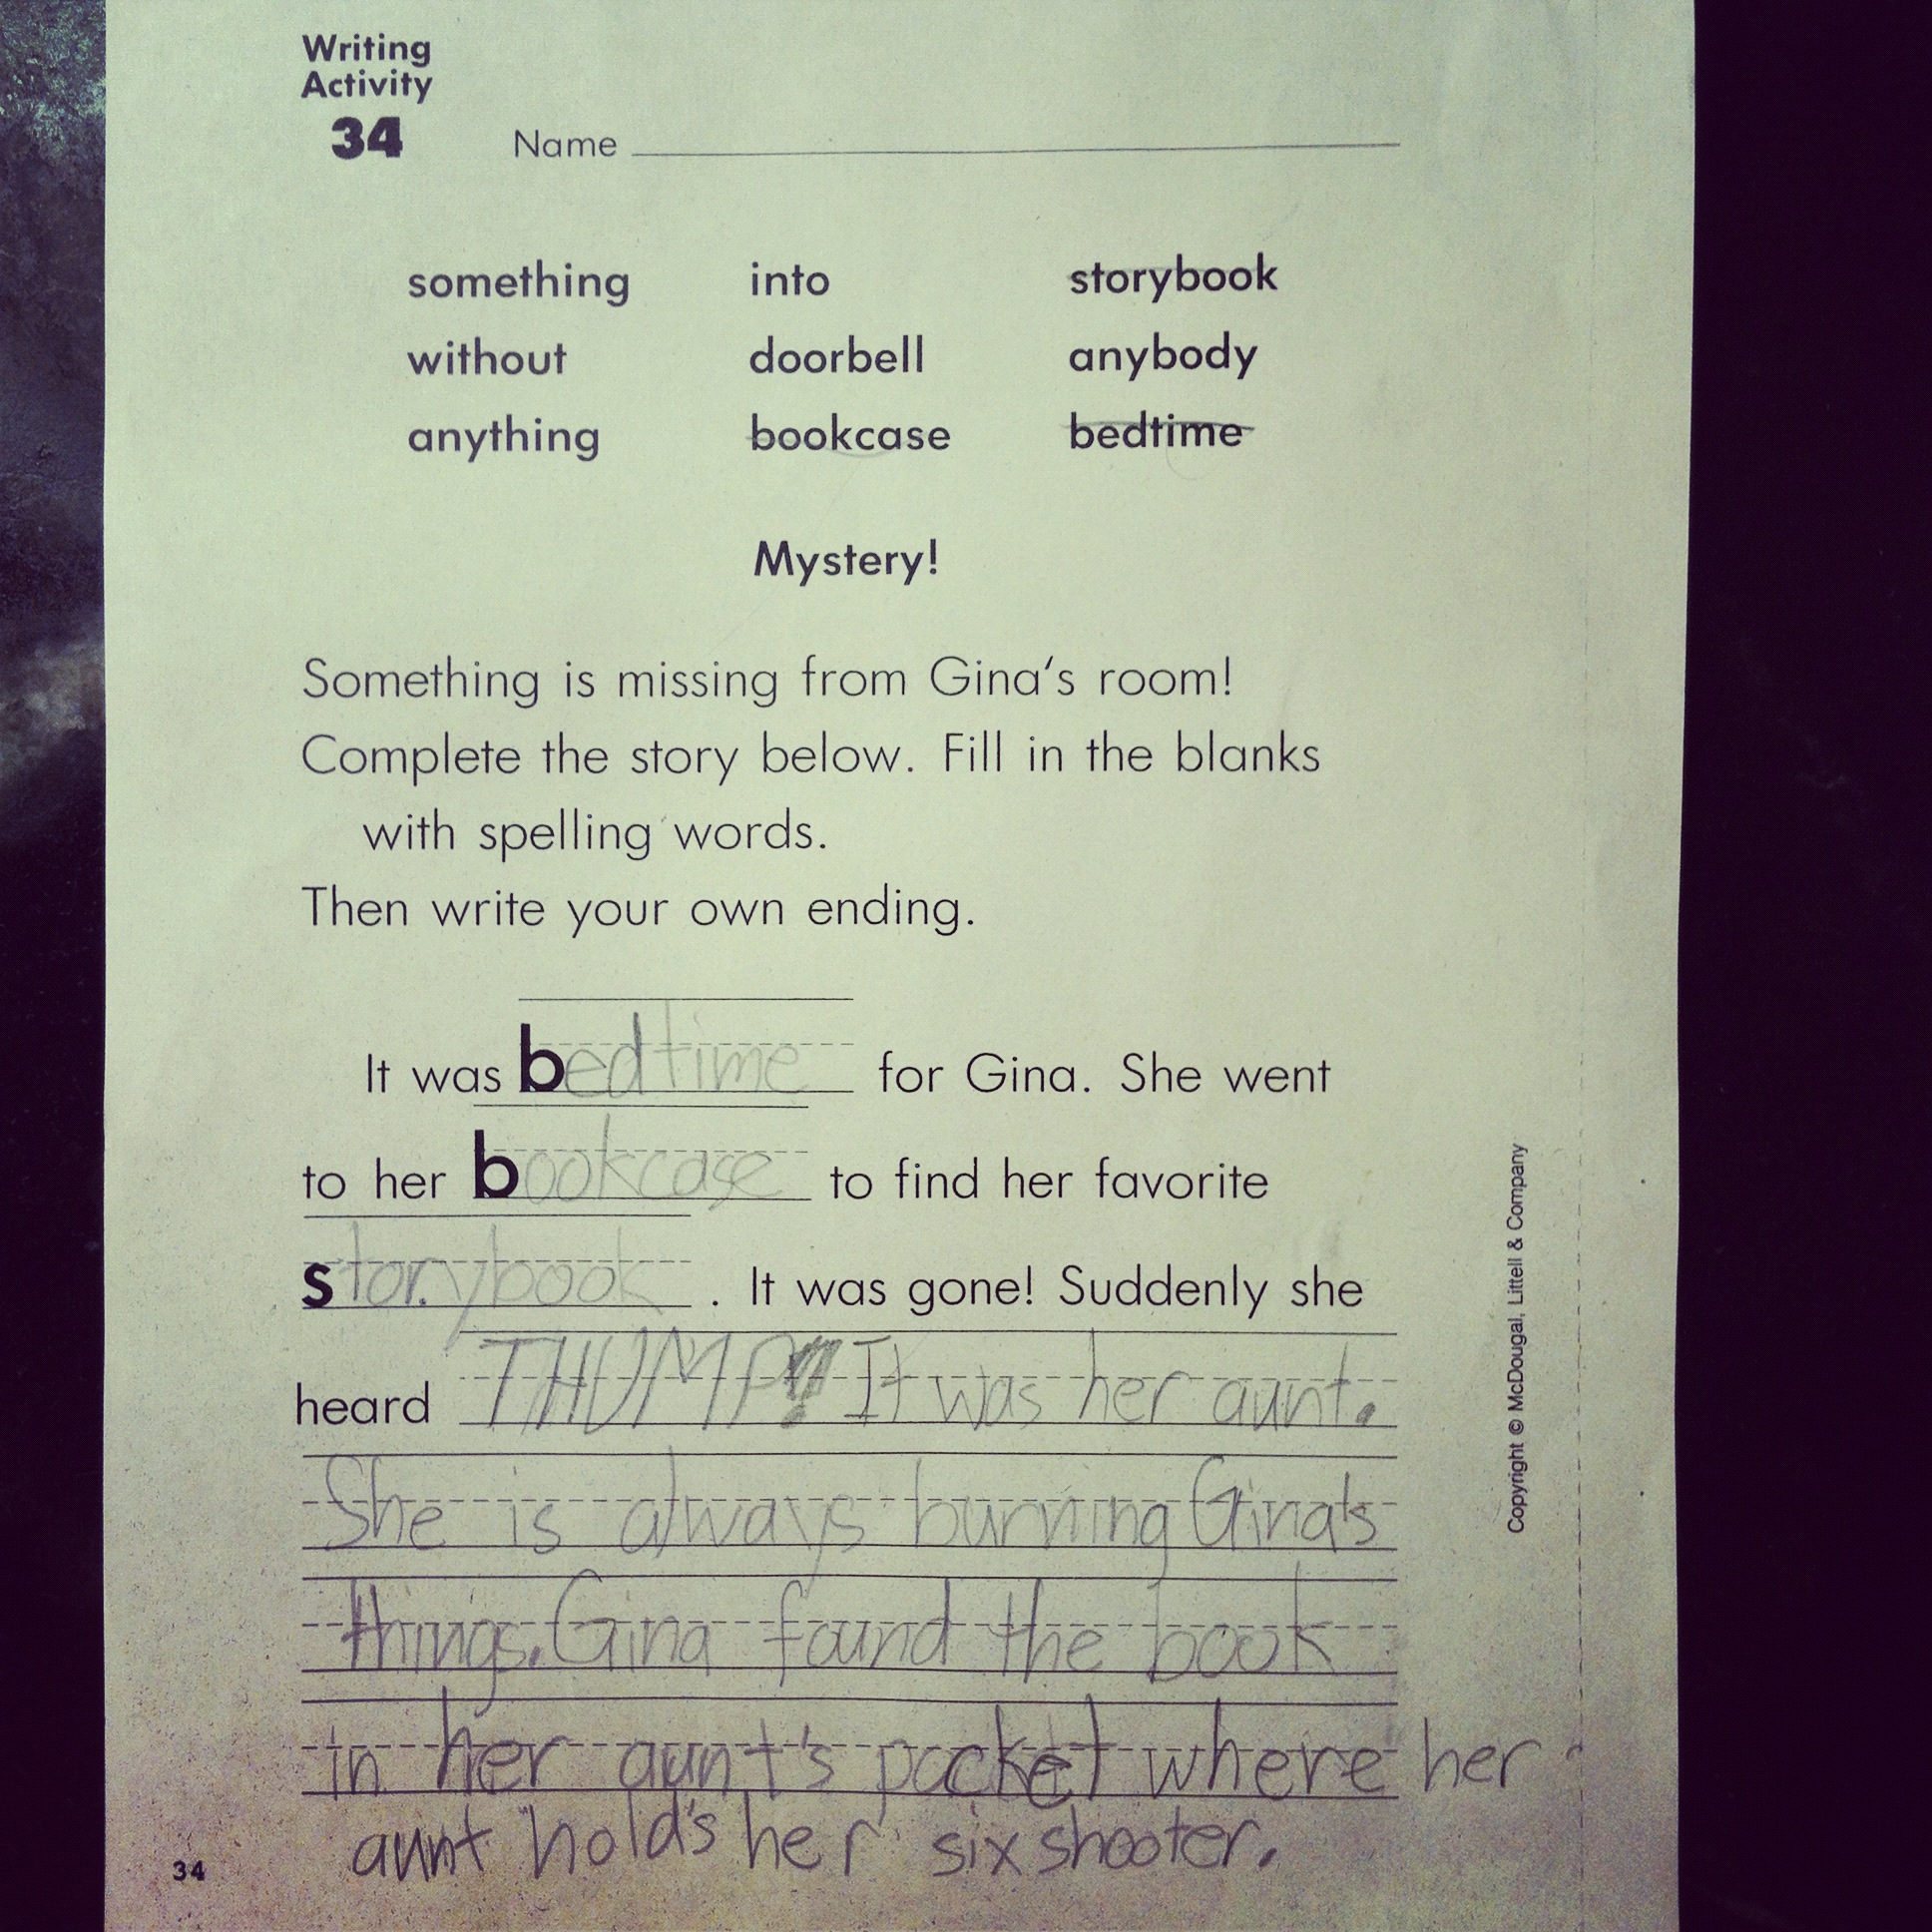 Writing
Activity
34 Name
something into storybook
without doorbell anybody
anything bookcase bedtime
Mystery!
Something is missing from Gina's room!
Complete the story below. Fill in the blanks
with spelling words.
Then write your own ending.
It was bedtime for Gina. She went
to her bookcase to find her favorite
storybook. It was gone! Suddenly she
heard THUMP! It was her aunt.
She is always burning Gina's
things. Gina found the book
in her aunt's pocket where her
aunt hold's her six shooter.
34
Copyright © McDougal, Littell & Company